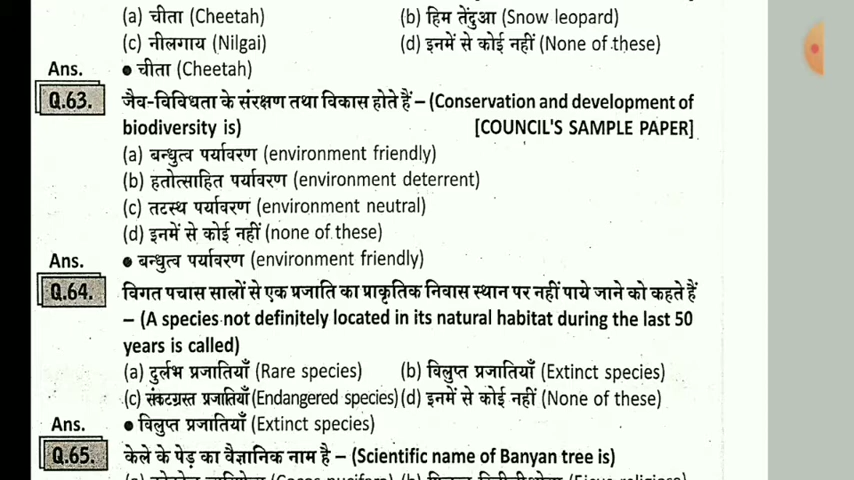 (a) चीता (Cheetah) (b) हिम तेंदुआ (Snow leopard)
(c) नीलगाय (Nilgai) (d) इनमें से कोई नहीं (None of these)
Ans. ● चीता (Cheetah)
Q.63. जैव-विविधता के संरक्षण तथा विकास होते हैं – (Conservation and development of
biodiversity is) [COUNCIL'S SAMPLE PAPER]
(a) बन्धुत्व पर्यावरण (environment friendly)
(b) हतोत्साहित पर्यावरण (environment deterrent)
(c) तटस्थ पर्यावरण (environment neutral)
(d) इनमें से कोई नहीं (none of these)
Ans. ● बन्धुत्व पर्यावरण (environment friendly)
Q.64. विगत पचास सालों से एक प्रजाति का प्राकृतिक निवास स्थान पर नहीं पाये जाने को कहते हैं
– (A species not definitely located in its natural habitat during the last 50
years is called)
(a) दुर्लभ प्रजातियाँ (Rare species) (b) विलुप्त प्रजातियाँ (Extinct species)
(c) संकटग्रस्त प्रजातियाँ (Endangered species) (d) इनमें से कोई नहीं (None of these)
Ans. ● विलुप्त प्रजातियाँ (Extinct species)
Q.65. केले के पेड़ का वैज्ञानिक नाम है – (Scientific name of Banyan tree is)